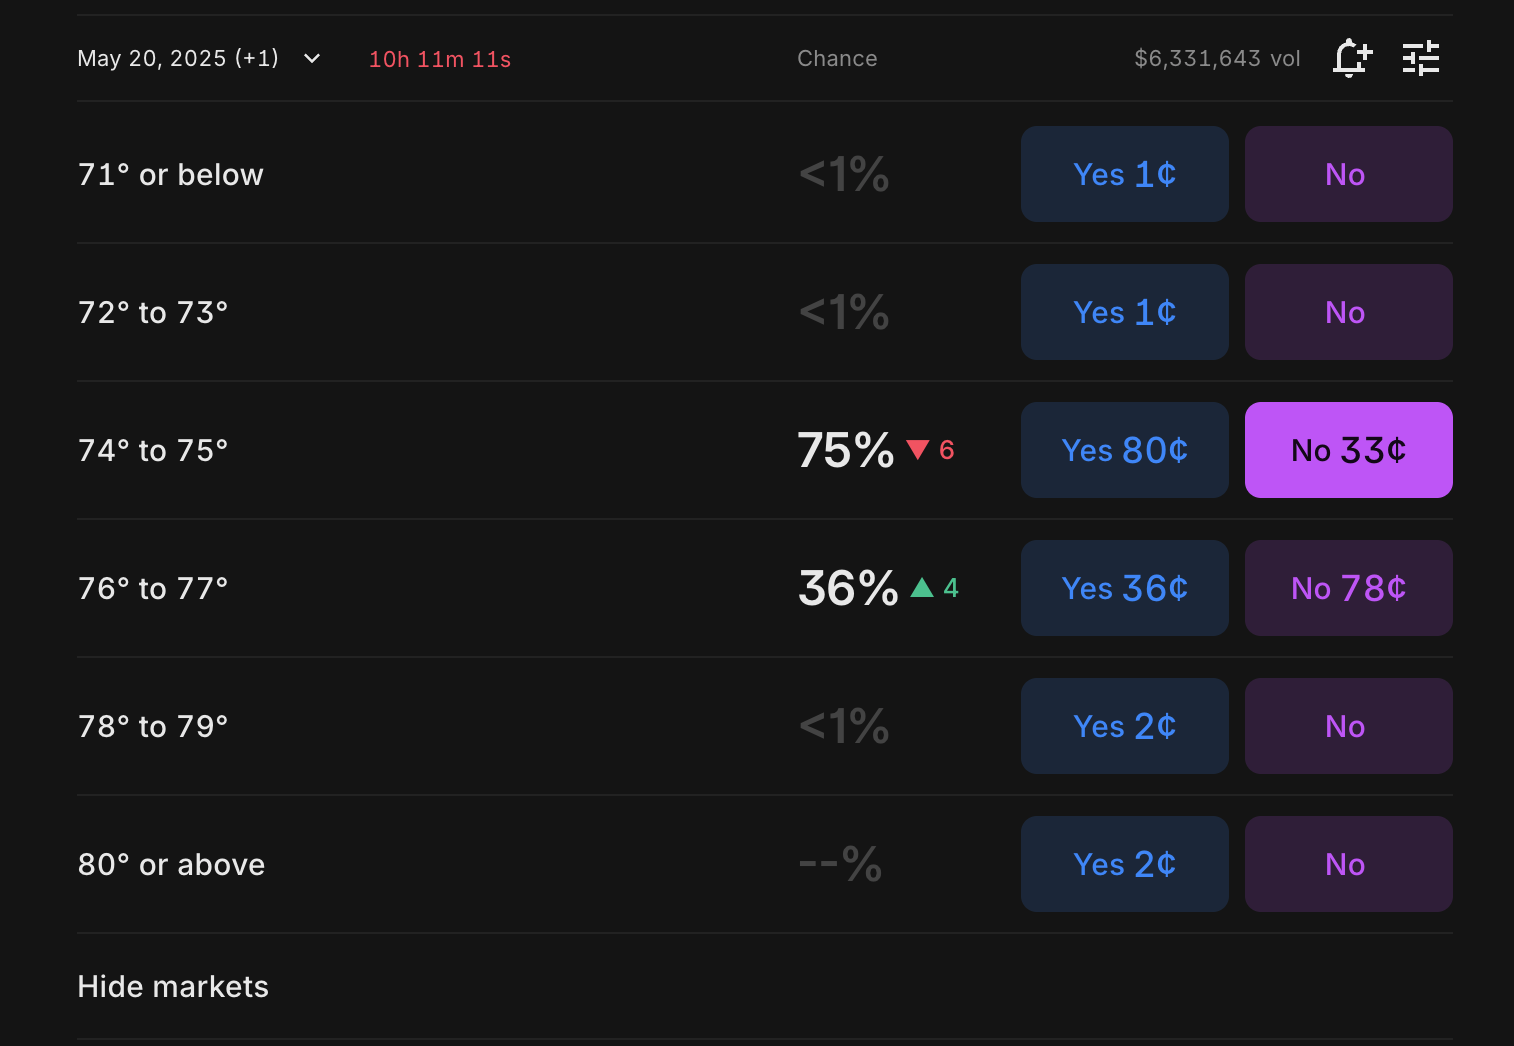 May 20, 2025 (+1) 10h 11m 11s Chance $6,331,643 vol
71° or below <1% Yes 1¢ No
72° to 73° <1% Yes 1¢ No
74° to 75° 75% ▼ 6 Yes 80¢ No 33¢
76° to 77° 36% ▲ 4 Yes 36¢ No 78¢
78° to 79° <1% Yes 2¢ No
80° or above --% Yes 2¢ No
Hide markets